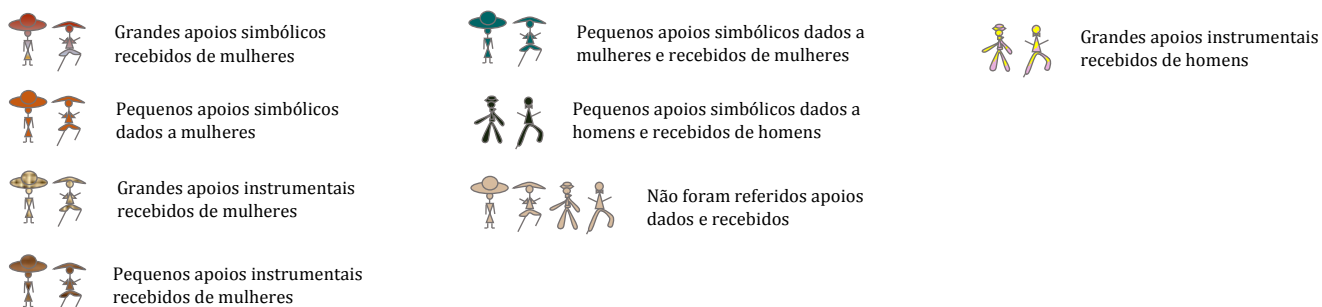 Grandes apoios simbólicos
recebidos de mulheres
Pequenos apoios simbólicos
dados a mulheres
Grandes apoios instrumentais
recebidos de mulheres
Pequenos apoios instrumentais
recebidos de mulheres
Pequenos apoios simbólicos dados a
mulheres e recebidos de mulheres
Pequenos apoios simbólicos dados a
homens e recebidos de homens
Não foram referidos apoios
dados e recebidos
Grandes apoios instrumentais
recebidos de homens